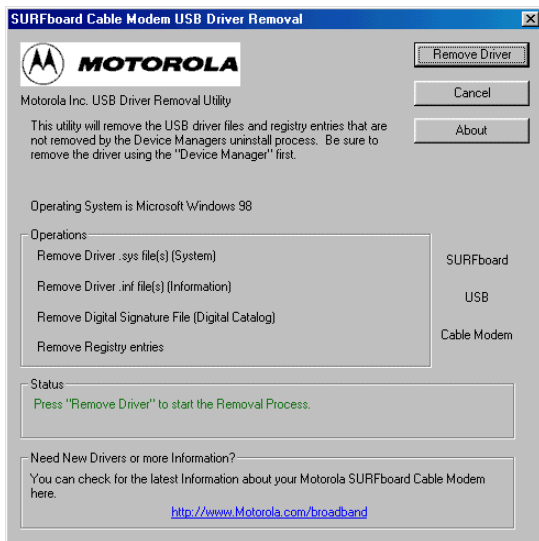 SURFboard Cable Modem USB Driver Removal
MOTOROLA
Remove Driver
Cancel
About
Motorola Inc. USB Driver Removal Utility
This utility will remove the USB driver files and registry entries that are
not removed by the Device Managers uninstall process. Be sure to
remove the driver using the "Device Manager" first.
Operating System is Microsoft Windows 98
Operations
Remove Driver .sys file(s) (System)
Remove Driver .inf file(s) (Information)
Remove Digital Signature File (Digital Catalog)
Remove Registry entries
SURFboard
USB
Cable Modem
Status
Press "Remove Driver" to start the Removal Process.
Need New Drivers or more Information?
You can check for the latest Information about your Motorola SURFboard Cable Modem
here.
http://www.Motorola.com/broadband